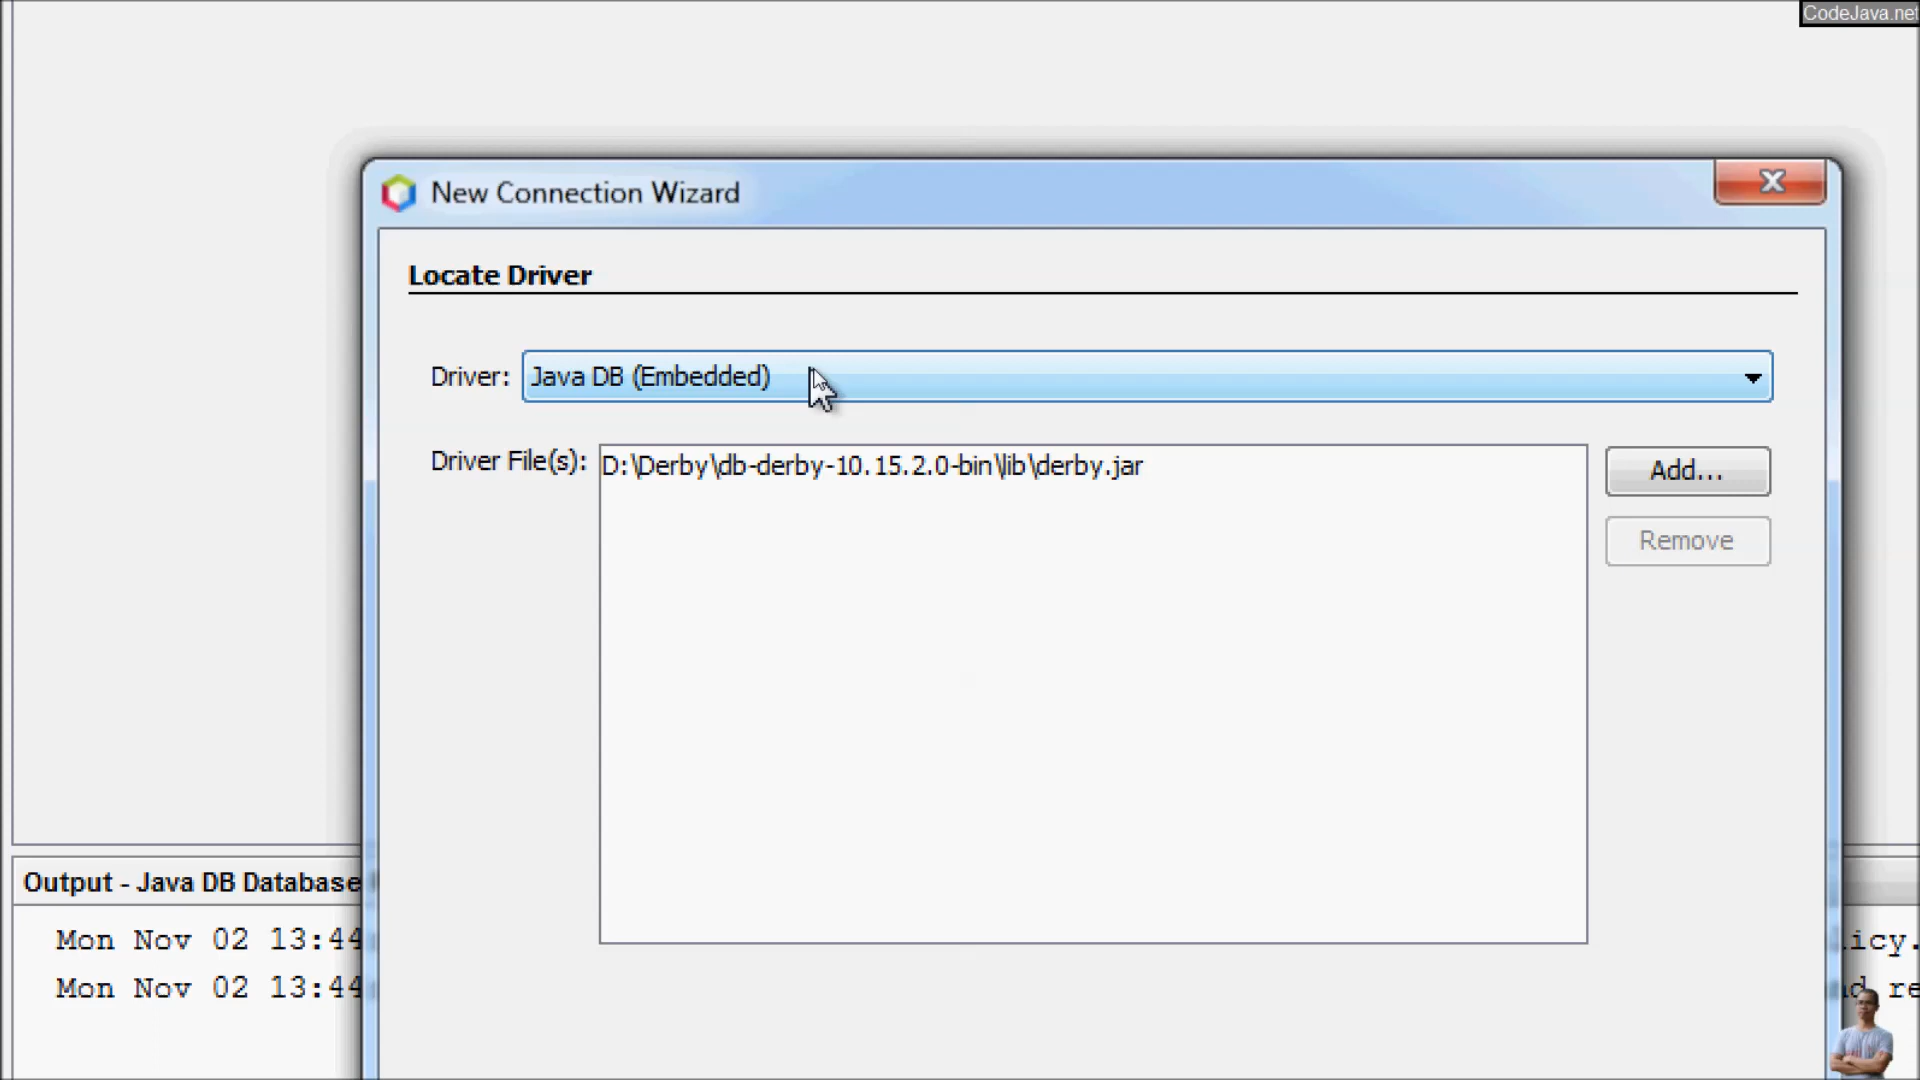 CodeJava.net
New Connection Wizard
Locate Driver
Driver: Java DB (Embedded)
Driver File(s): D:\Derby\db-derby-10.15.2.0-bin\lib\derby.jar
Add...
Remove
Output - Java DB Database
Mon Nov 02 13:44
icy.
Mon Nov 02 13:44
re